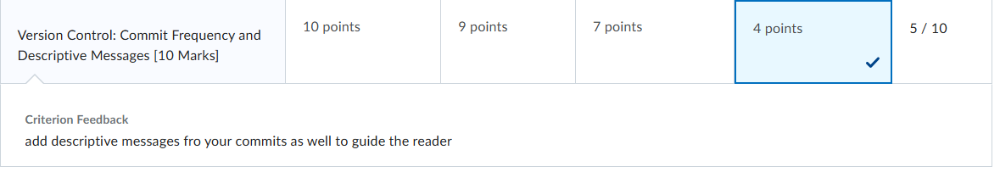 Version Control: Commit Frequency and
Descriptive Messages [10 Marks]
10 points
9 points
7 points
4 points
5 / 10
Criterion Feedback
add descriptive messages fro your commits as well to guide the reader